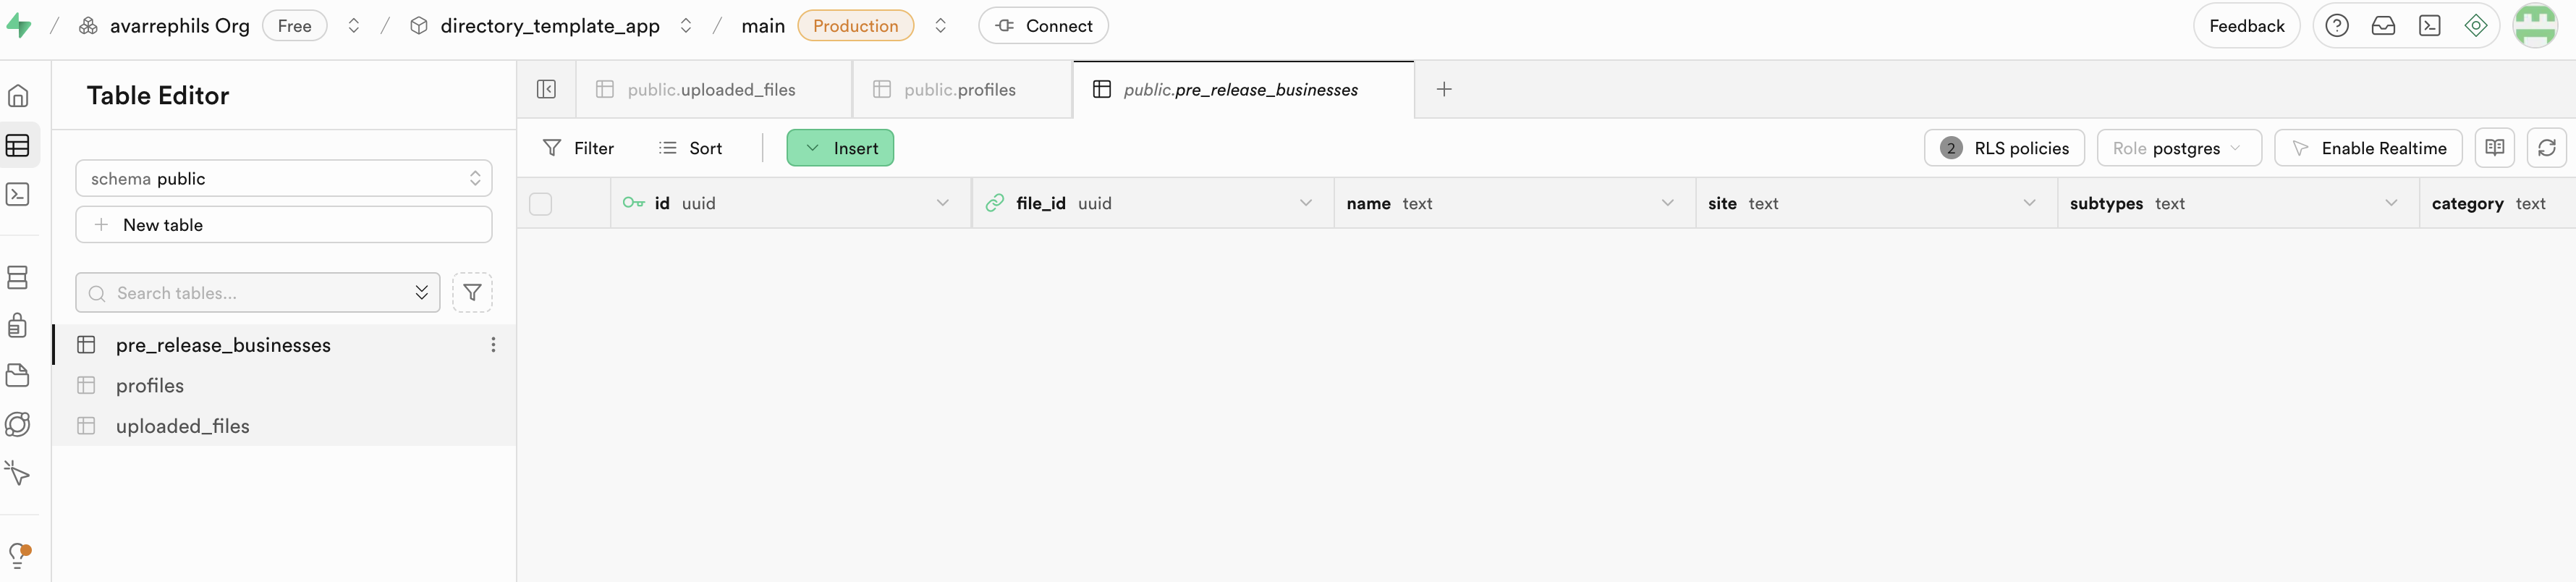 avarrephils Org Free directory_template_app main Production Connect Feedback
Table Editor
schema public
New table
Search tables...
pre_release_businesses
profiles
uploaded_files
public.uploaded_files public.profiles public.pre_release_businesses
Filter Sort Insert 2 RLS policies Role postgres Enable Realtime
id uuid file_id uuid name text site text subtypes text category text